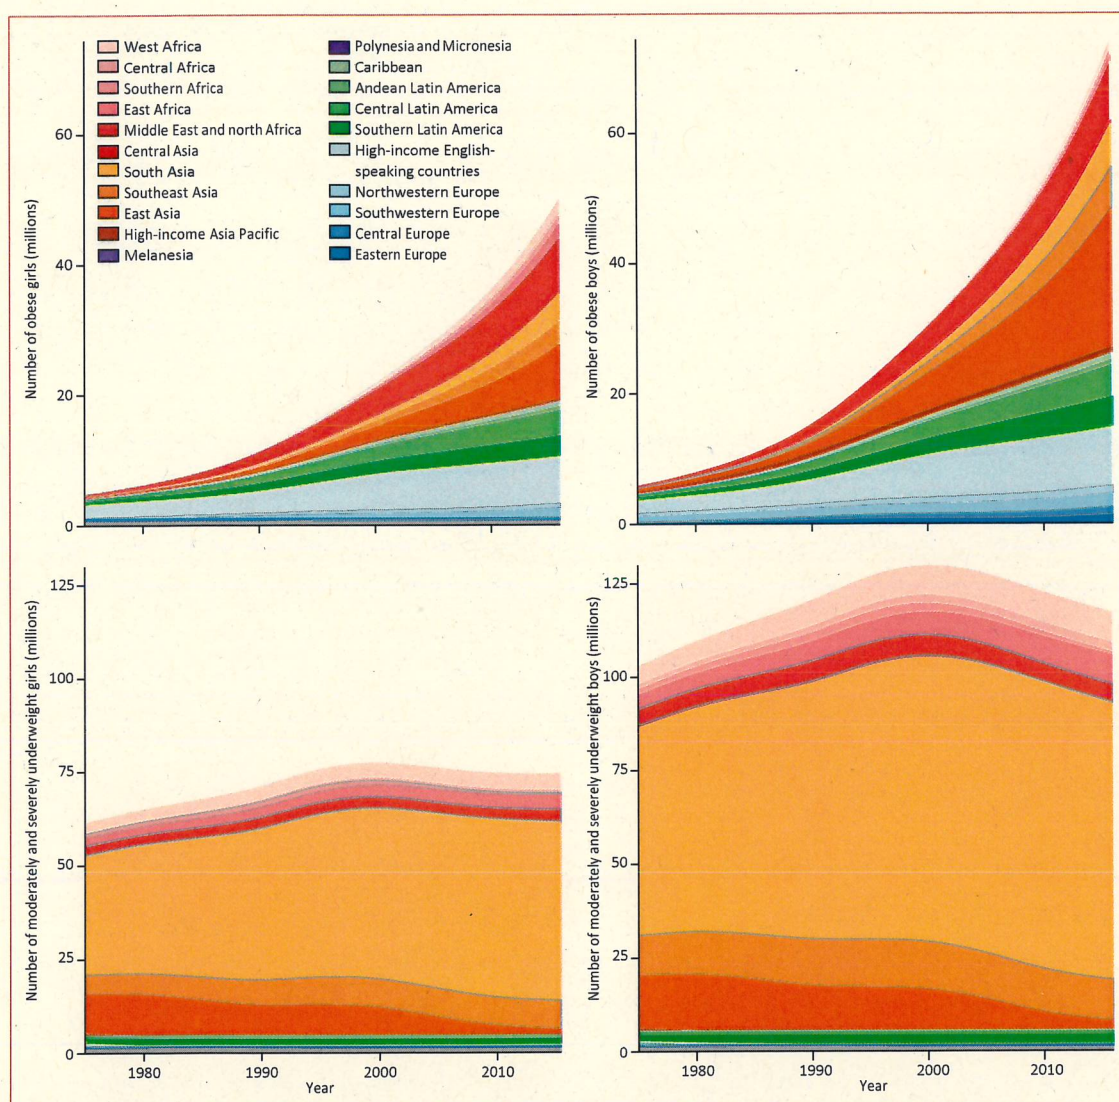 Number of obese girls (millions)
60
40
20
0
West Africa
Central Africa
Southern Africa
East Africa
Middle East and north Africa
Central Asia
South Asia
Southeast Asia
East Asia
High-income Asia Pacific
Melanesia
Polynesia and Micronesia
Caribbean
Andean Latin America
Central Latin America
Southern Latin America
High-income English-
speaking countries
Northwestern Europe
Southwestern Europe
Central Europe
Eastern Europe
Number of obese boys (millions)
60
40
20
0
Number of moderately and severely underweight girls (millions)
125
100
75
50
25
0
1980
1990
2000
2010
Year
Number of moderately and severely underweight boys (millions)
125
100
75
50
25
0
1980
1990
2000
2010
Year